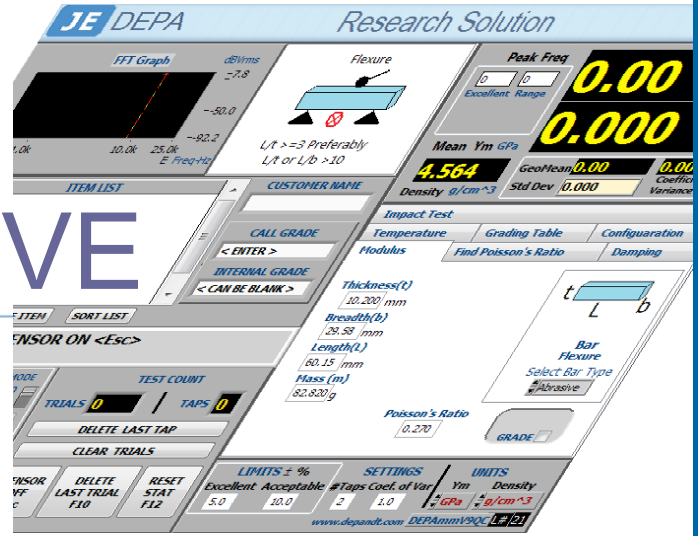 JE DEPA Research Solution
FFT Graph
dBVrms
-7.8
-50.0
-92.2
10.0k 25.0k
E Freq-Hz
Flexure
L/t >=3 Preferably
L/t or L/b >10
Peak Freq
0 0
Excellent Range
0.00
0.000
Mean Ym GPa
4.564
Density g/cm^3
GeoMean 0.00
Std Dev 0.000
0.00
Coeffici
Variance
ITEM LIST
VE
SORT LIST
ENSOR ON <Esc>
CUSTOMER NAME
CALL GRADE
< ENTER >
INTERNAL GRADE
< CAN BE BLANK >
Impact Test
Temperature Grading Table Configuaration
Modulus Find Poisson's Ratio Damping
Thickness(t)
10.200 mm
Breadth(b)
29.58 mm
Length(L)
60.15 mm
Mass (m)
82.820 g
Poisson's Ratio
0.270
t L b
Bar
Flexure
Select Bar Type
Abrasive
GRADE
MODE
TEST COUNT
TRIALS 0 / TAPS 0
DELETE LAST TAP
CLEAR TRIALS
NSOR
FF
DELETE
LAST TRIAL
F10
RESET
STAT
F12
LIMITS ± %
Excellent Acceptable
5.0 10.0
SETTINGS
#Taps Coef. of Var
2 1.0
UNITS
Ym Density
GPa g/cm^3
www.depandt.com DEPAmmV9QC L# 21